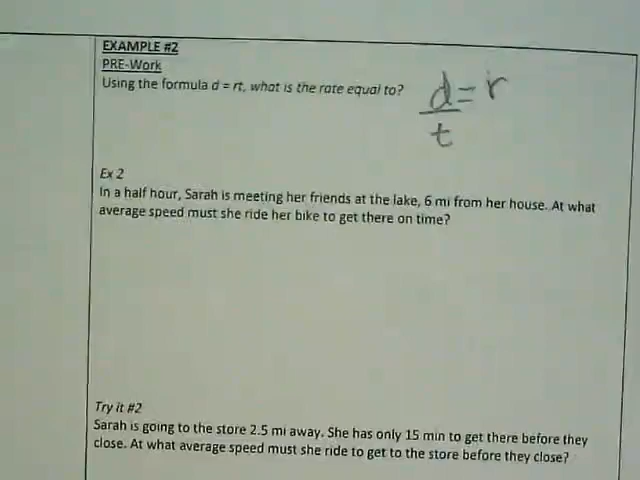 EXAMPLE #2
PRE-Work
Using the formula d = rt, what is the rate equal to?
d/t = r
Ex 2
In a half hour, Sarah is meeting her friends at the lake, 6 mi from her house. At what
average speed must she ride her bike to get there on time?
Try it #2
Sarah is going to the store 2.5 mi away. She has only 15 min to get there before they
close. At what average speed must she ride to get to the store before they close?